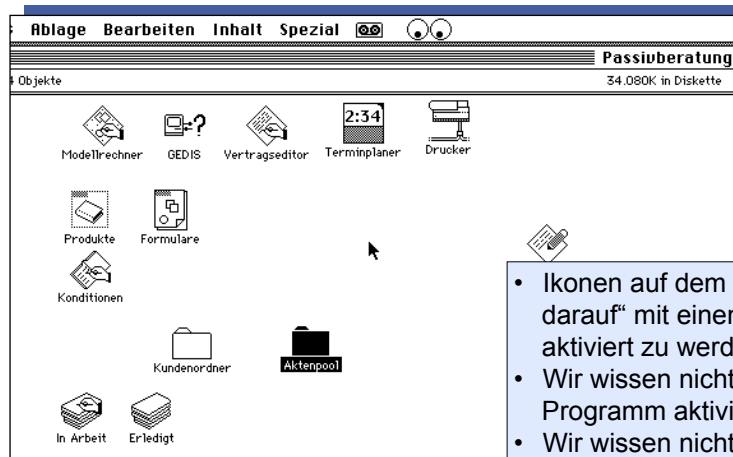 Ablage Bearbeiten Inhalt Spezial
Passivberatung
4 Objekte 34.080K in Diskette
2:34
Modellrechner GEDIS Vertragseditor Terminplaner Drucker
Produkte Formulare
Konditionen
Kundenordner Aktenpool
In Arbeit Erledigt
• Ikonen auf dem
darauf“ mit einer
aktiviert zu werd
• Wir wissen nicht
Programm aktivi
• Wir wissen nicht